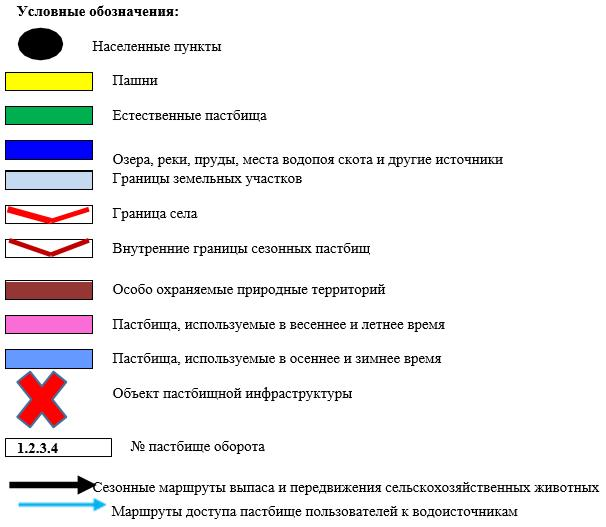 Условные обозначения:
Населенные пункты
Пашни
Естественные пастбища
Озера, реки, пруды, места водопоя скота и другие источники
Границы земельных участков
Граница села
Внутренние границы сезонных пастбищ
Особо охраняемые природные территорий
Пастбища, используемые в весеннее и летнее время
Пастбища, используемые в осеннее и зимнее время
Объект пастбищной инфраструктуры
1.2.3.4 № пастбище оборота
Сезонные маршруты выпаса и передвижения сельскохозяйственных животных
Маршруты доступа пастбище пользователей к водоисточникам